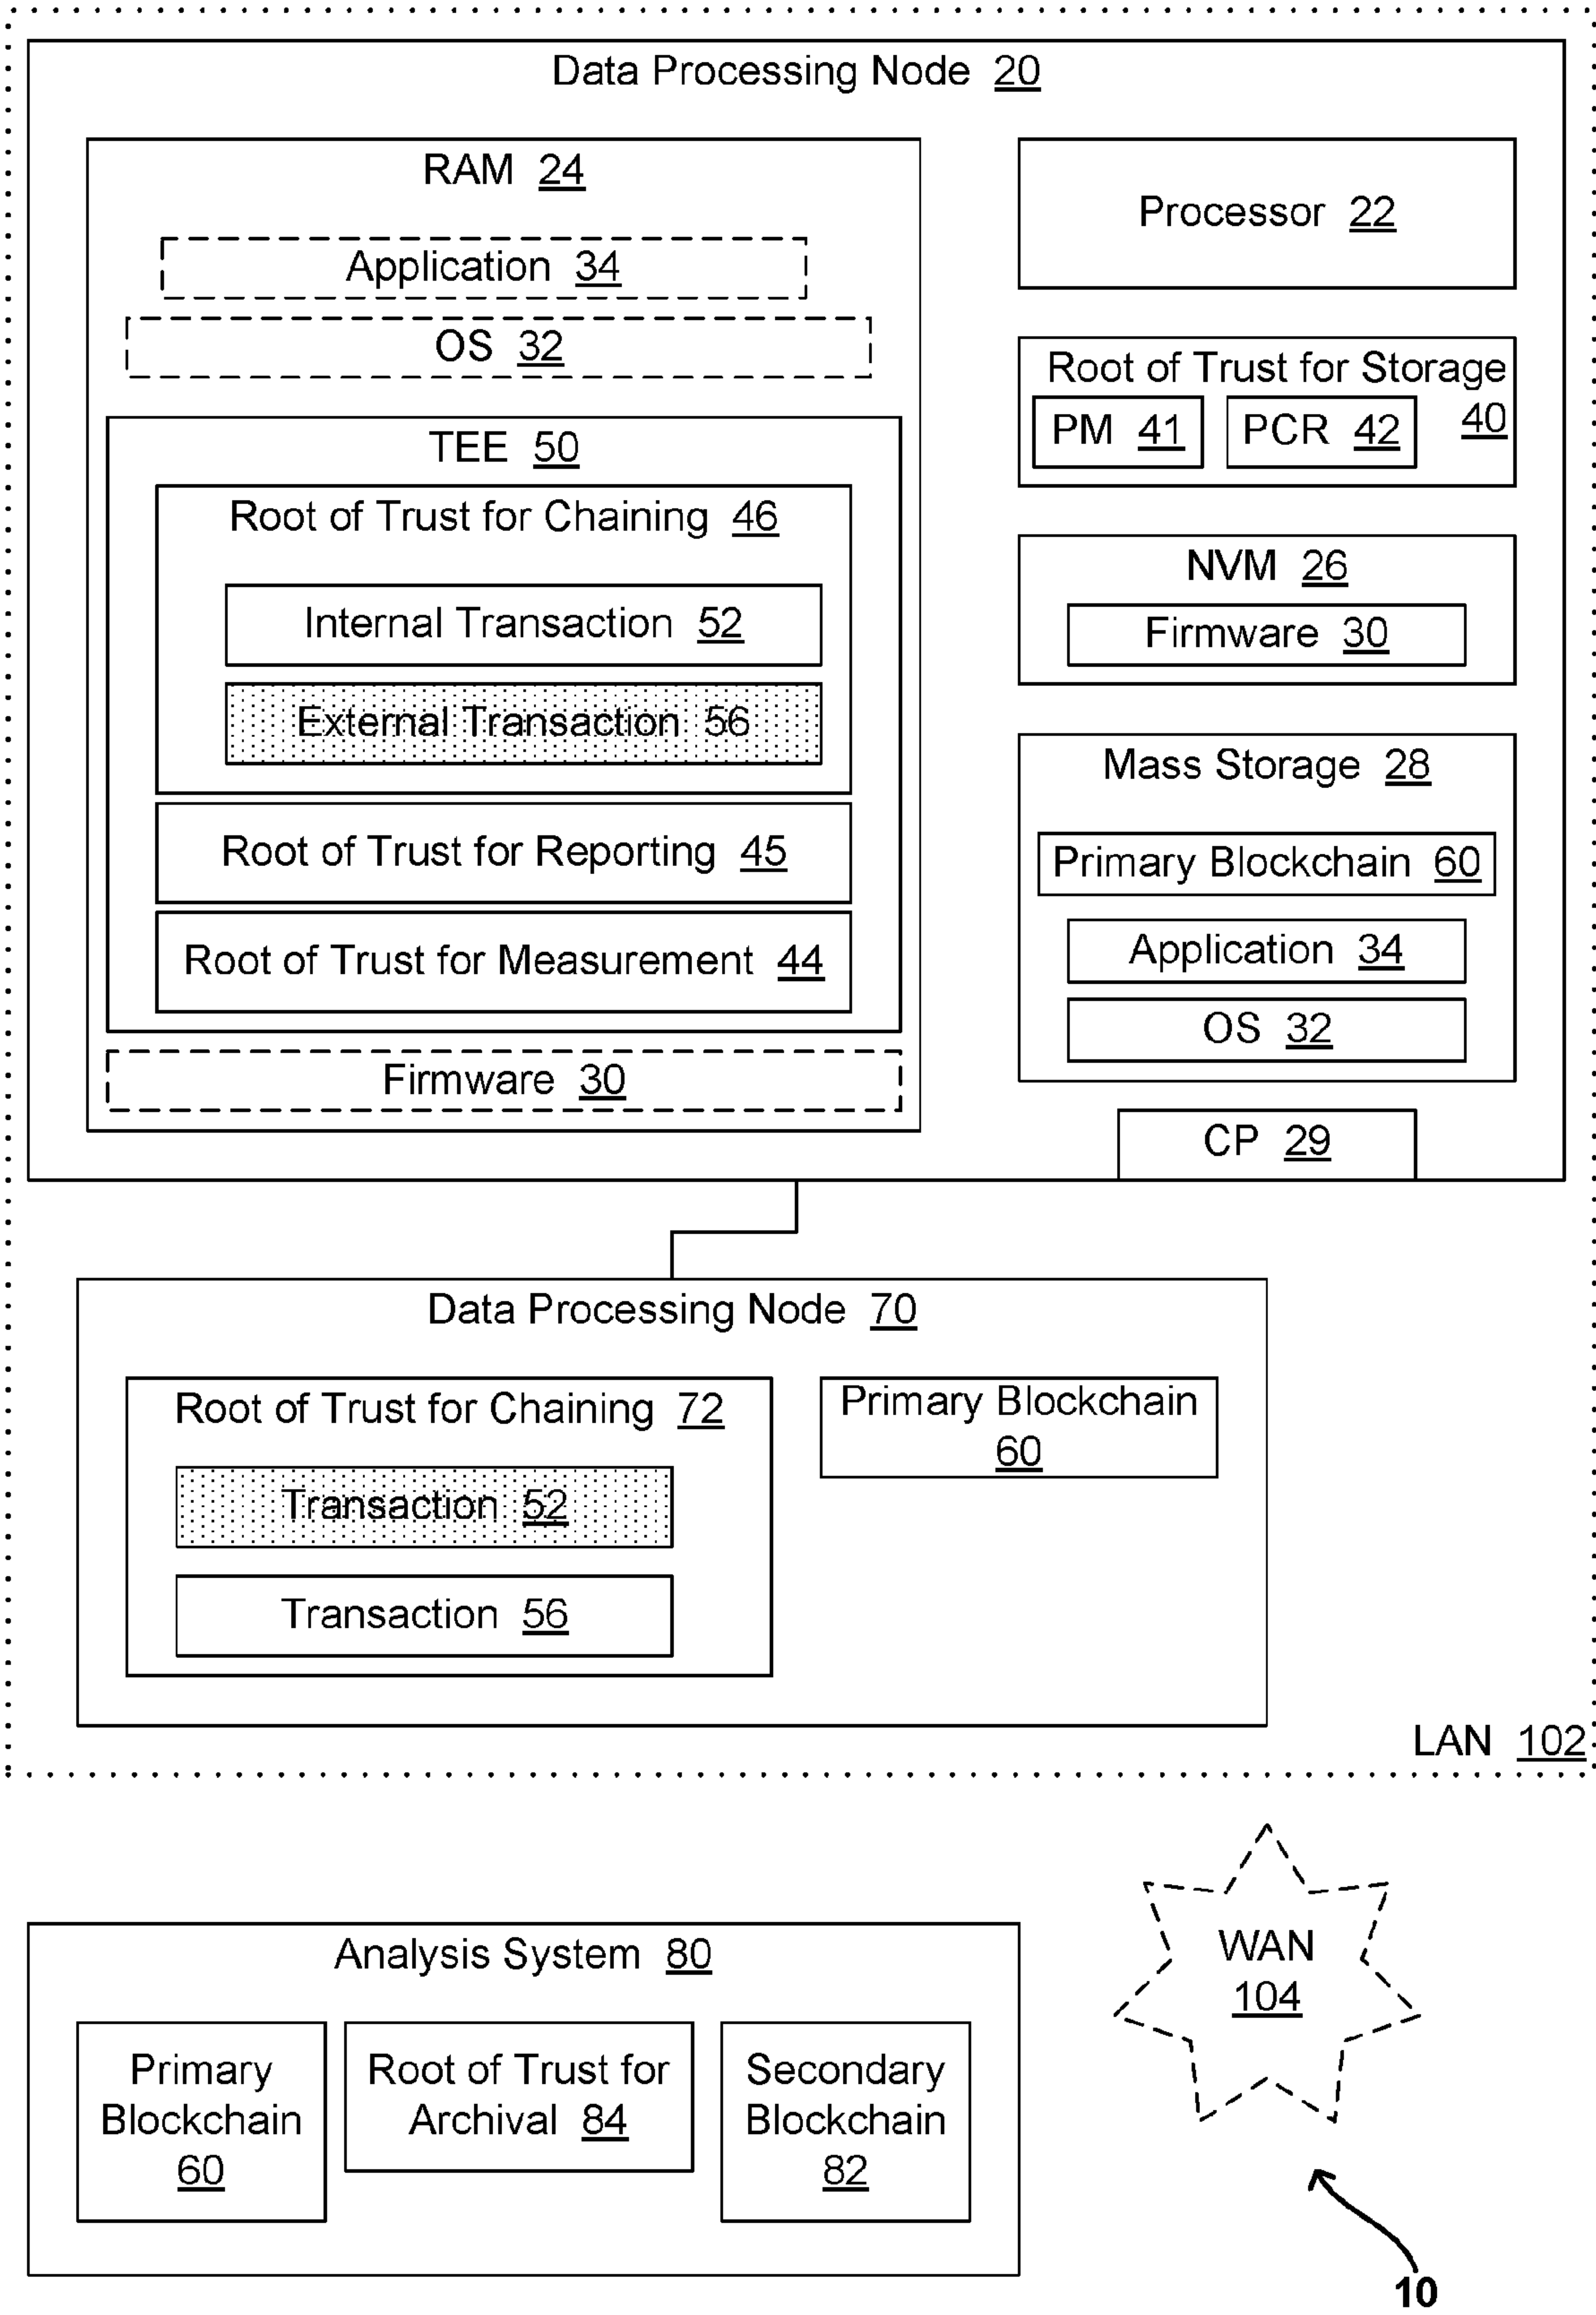 Data Processing Node 20
RAM 24
Application 34
OS 32
TEE 50
Root of Trust for Chaining 46
Internal Transaction 52
External Transaction 56
Root of Trust for Reporting 45
Root of Trust for Measurement 44
Firmware 30
Processor 22
Root of Trust for Storage
40
PM 41
PCR 42
NVM 26
Firmware 30
Mass Storage 28
Primary Blockchain 60
Application 34
OS 32
CP 29
Data Processing Node 70
Root of Trust for Chaining 72
Transaction 52
Transaction 56
Primary Blockchain
60
LAN 102
Analysis System 80
Primary
Blockchain
60
Root of Trust for
Archival 84
Secondary
Blockchain
82
WAN
104
10